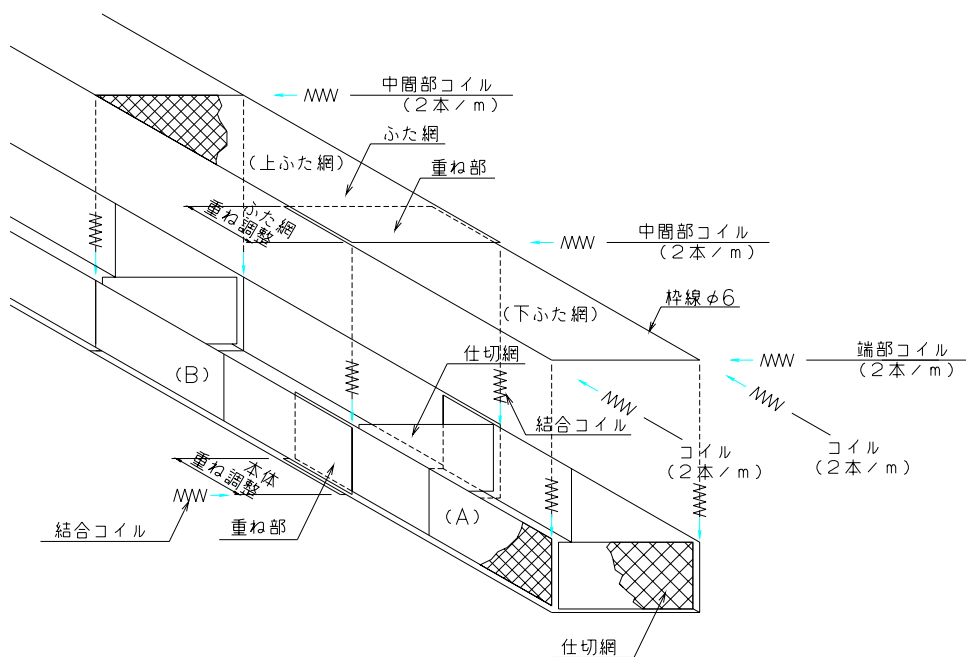 中間部コイル
(2本/m)
ふた網
(上ふた網)
重ね部
ふた網
重ね調整
中間部コイル
(2本/m)
枠線φ6
(下ふた網)
端部コイル
(2本/m)
仕切網
(B)
結合コイル
コイル
(2本/m)
コイル
(2本/m)
本体
重ね調整
(A)
重ね部
結合コイル
仕切網